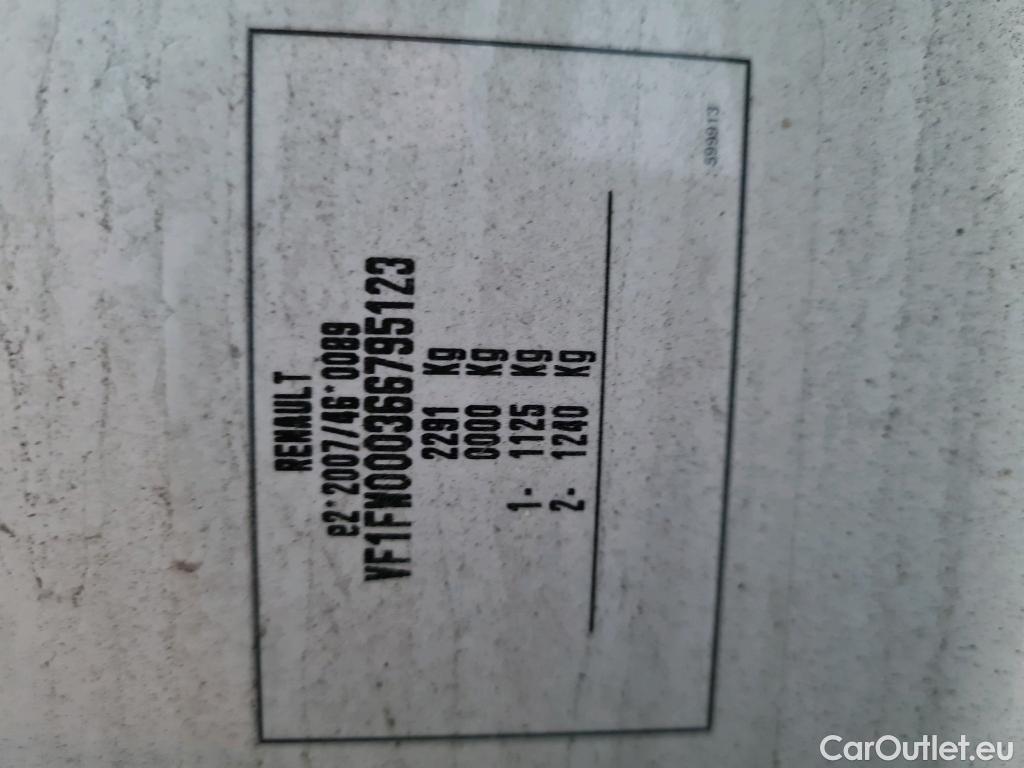 RENAULT
e2*2007/46*0089
VF1FW000366795123
2291 Kg
0000 Kg
1- 1125 Kg
2- 1240 Kg
399913
CarOutlet.eu